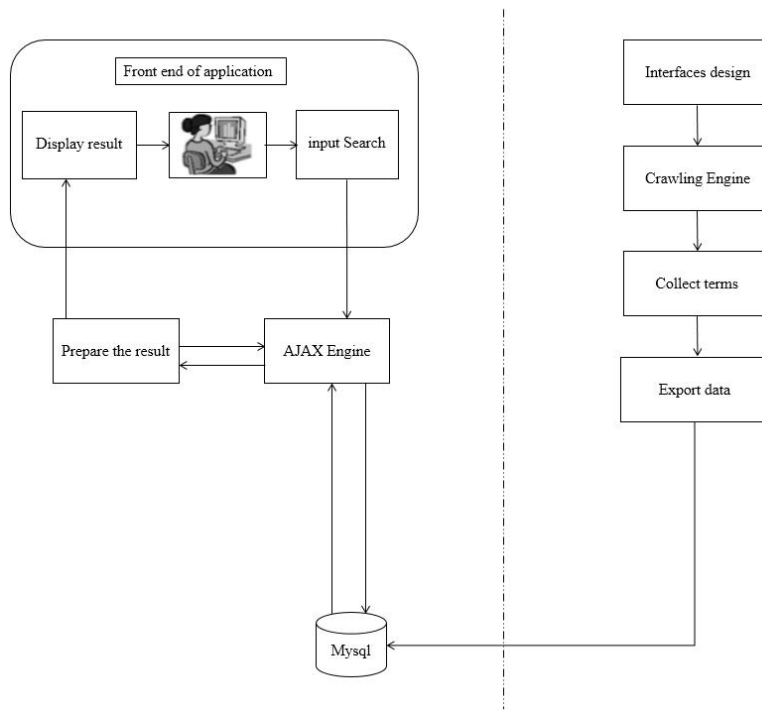 Front end of application
Display result
input Search
Prepare the result
AJAX Engine
Mysql
Interfaces design
Crawling Engine
Collect terms
Export data